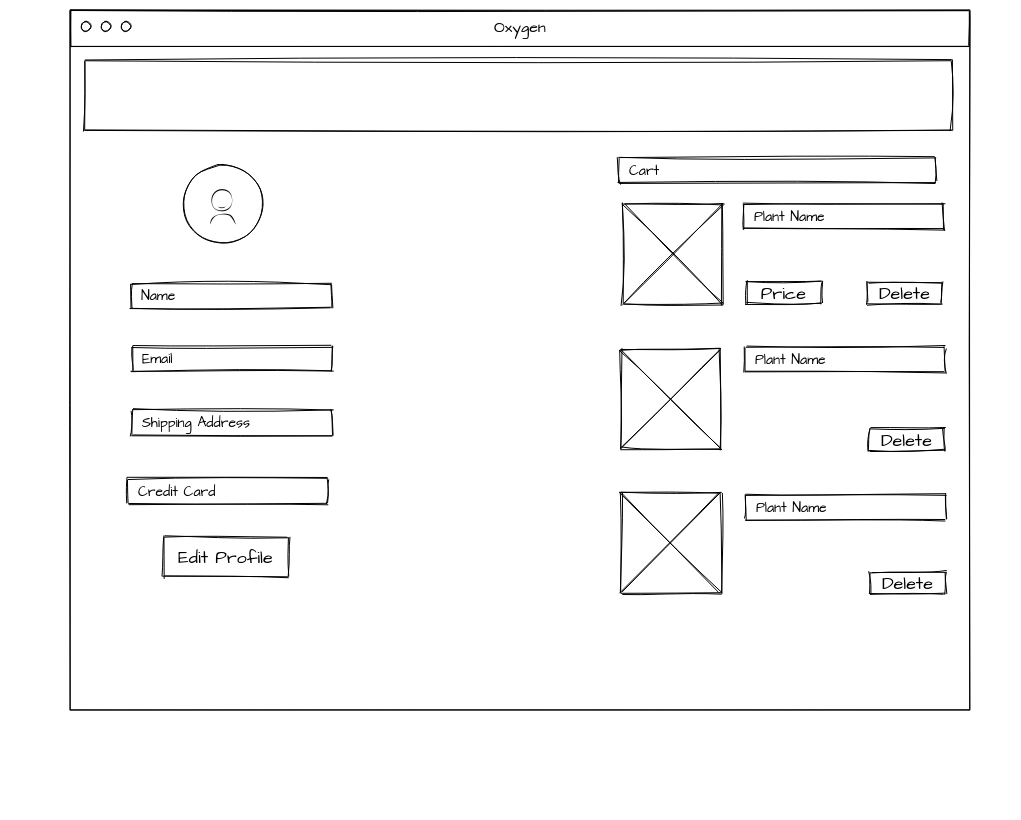 Oxygen
Name
Email
Shipping Address
Credit Card
Edit Profile
Cart
Plant Name
Price
Delete
Plant Name
Delete
Plant Name
Delete